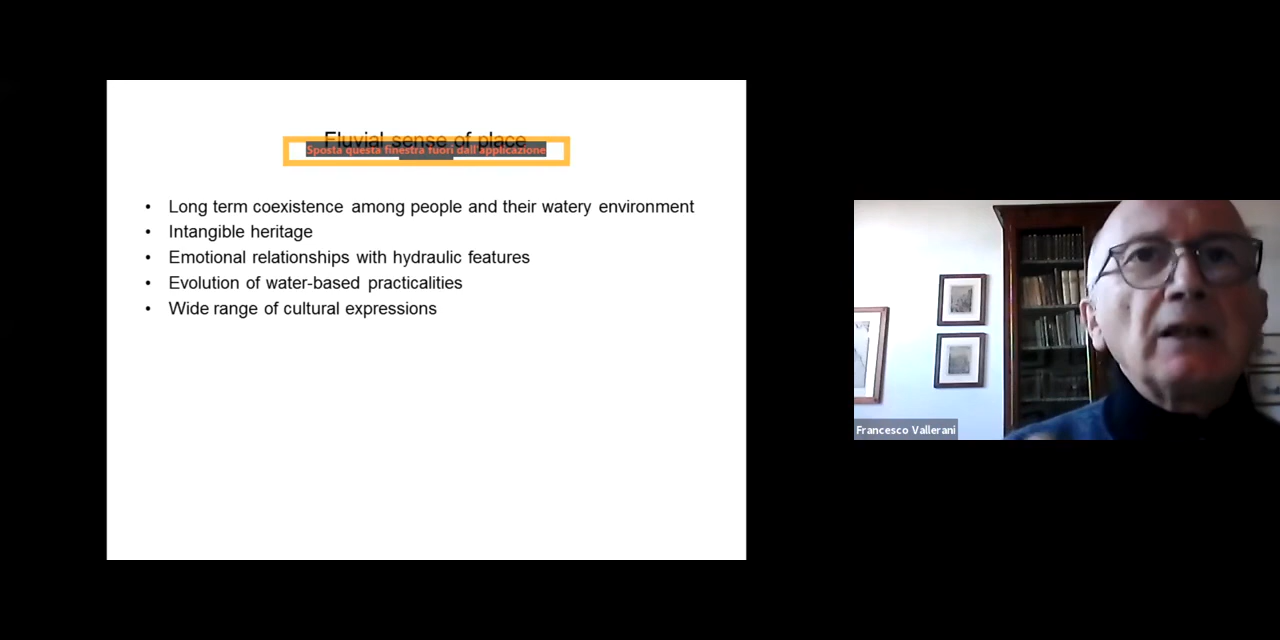 Fluvial sense of place
Sposta questa finestra fuori dall'applicazione
• Long term coexistence among people and their watery environment
• Intangible heritage
• Emotional relationships with hydraulic features
• Evolution of water-based practicalities
• Wide range of cultural expressions
Francesco Vallerani